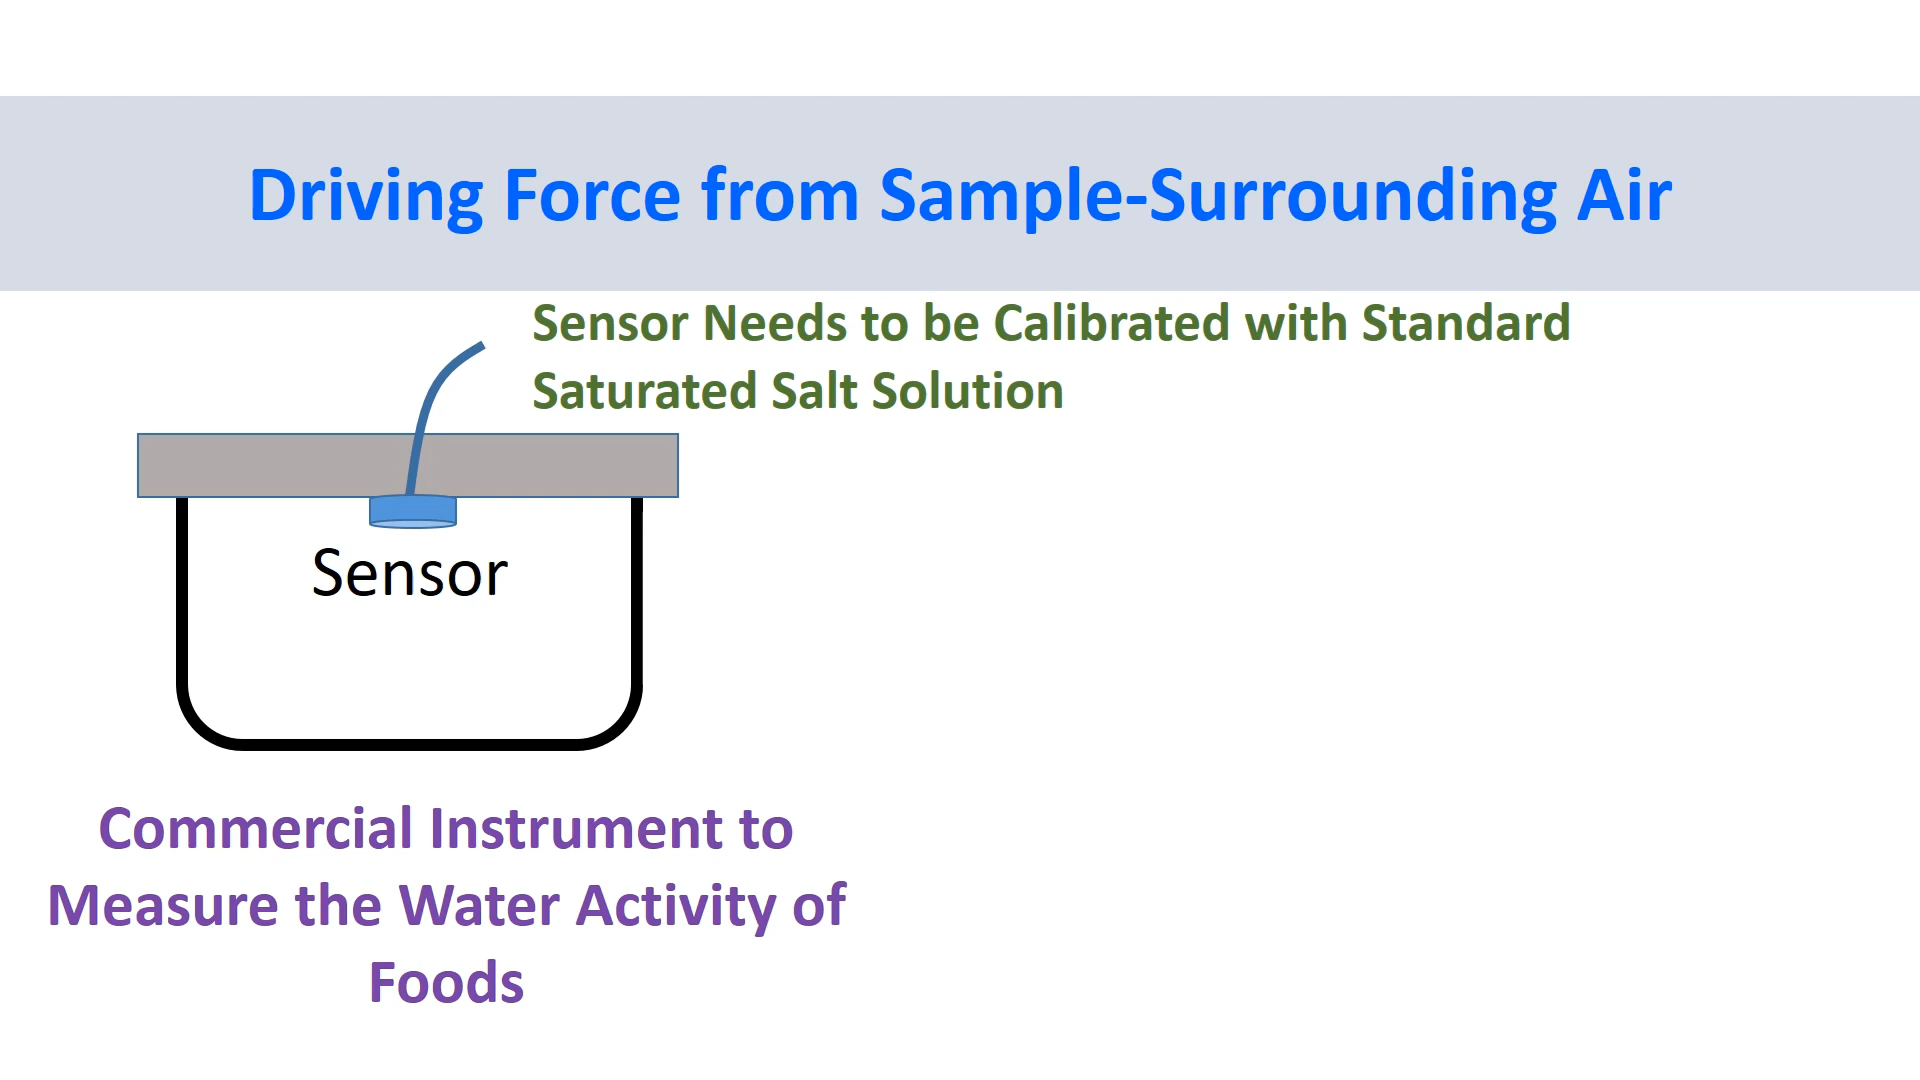 Driving Force from Sample-Surrounding Air
Sensor Needs to be Calibrated with Standard
Saturated Salt Solution
Sensor
Commercial Instrument to
Measure the Water Activity of
Foods